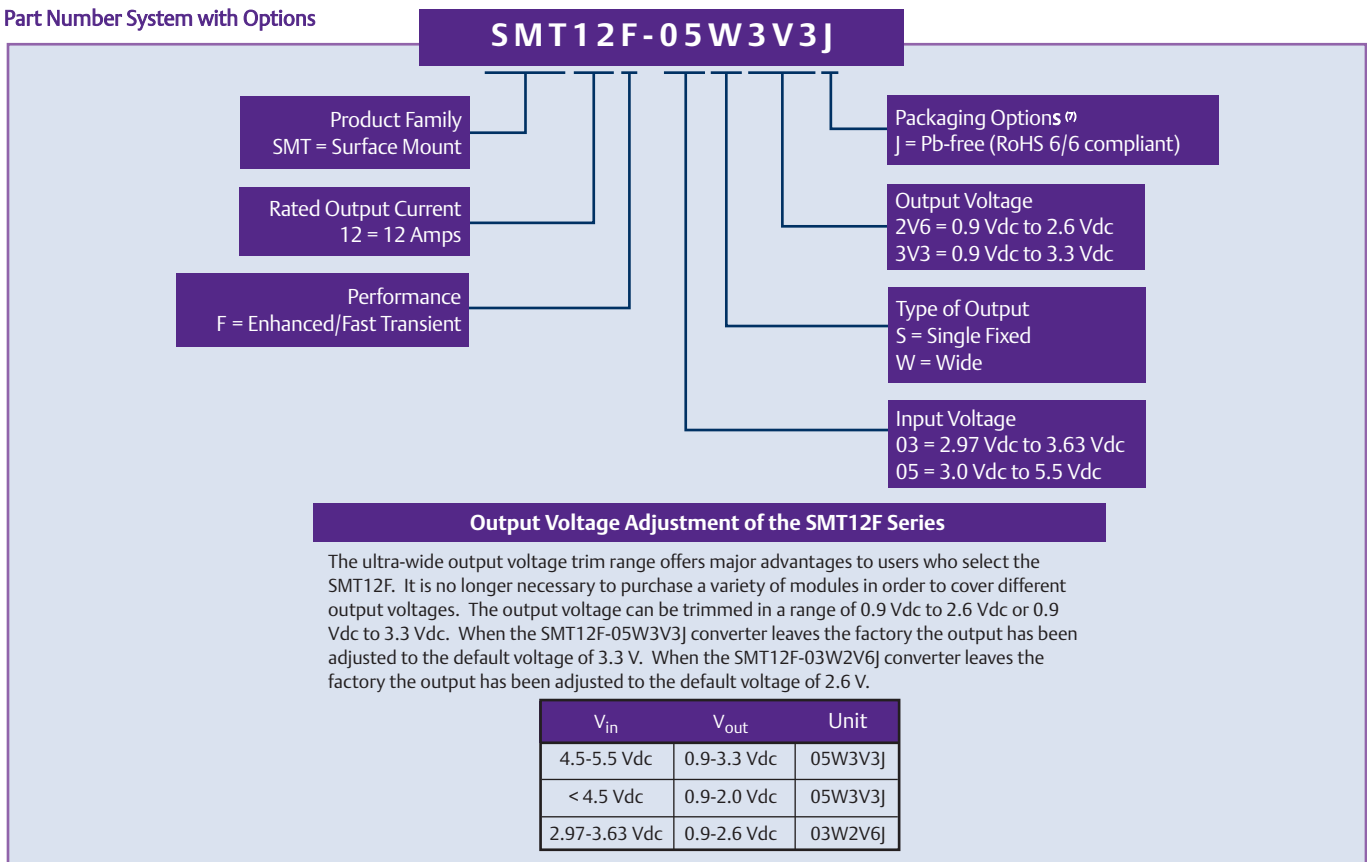 Part Number System with Options
SMT12F-05W3V3J
Product Family
SMT = Surface Mount
Rated Output Current
12 = 12 Amps
Performance
F = Enhanced/Fast Transient
Packaging Options (7)
J = Pb-free (RoHS 6/6 compliant)
Output Voltage
2V6 = 0.9 Vdc to 2.6 Vdc
3V3 = 0.9 Vdc to 3.3 Vdc
Type of Output
S = Single Fixed
W = Wide
Input Voltage
03 = 2.97 Vdc to 3.63 Vdc
05 = 3.0 Vdc to 5.5 Vdc
Output Voltage Adjustment of the SMT12F Series
The ultra-wide output voltage trim range offers major advantages to users who select the
SMT12F. It is no longer necessary to purchase a variety of modules in order to cover different
output voltages. The output voltage can be trimmed in a range of 0.9 Vdc to 2.6 Vdc or 0.9
Vdc to 3.3 Vdc. When the SMT12F-05W3V3J converter leaves the factory the output has been
adjusted to the default voltage of 3.3 V. When the SMT12F-03W2V6J converter leaves the
factory the output has been adjusted to the default voltage of 2.6 V.
Vin Vout Unit
4.5-5.5 Vdc 0.9-3.3 Vdc 05W3V3J
< 4.5 Vdc 0.9-2.0 Vdc 05W3V3J
2.97-3.63 Vdc 0.9-2.6 Vdc 03W2V6J